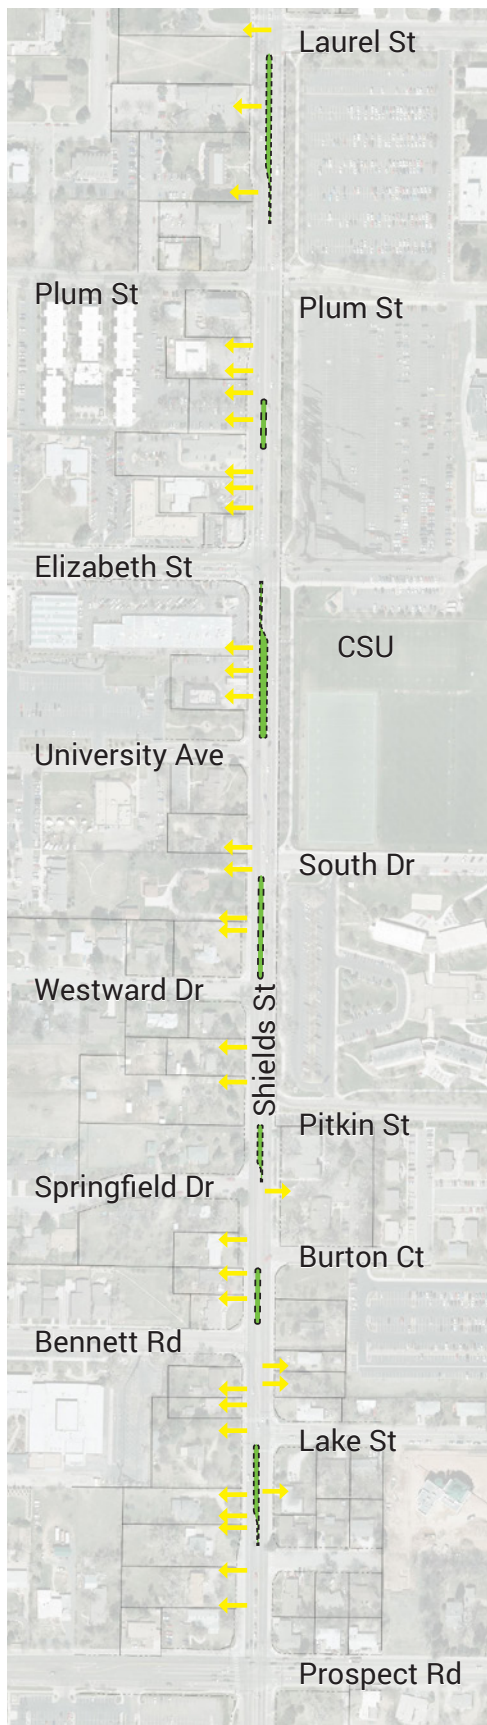 Laurel St
Plum St
Plum St
Elizabeth St
CSU
University Ave
South Dr
Westward Dr
Shields St
Pitkin St
Springfield Dr
Burton Ct
Bennett Rd
Lake St
Prospect Rd